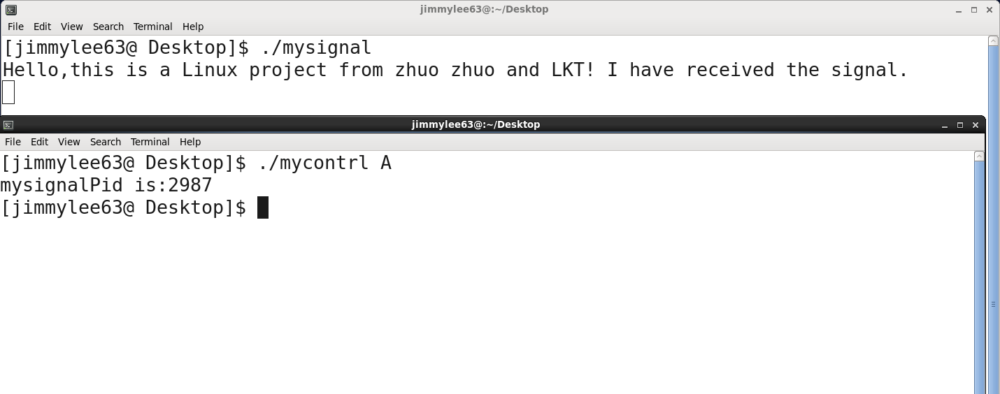 jimmylee63@:~/Desktop
File Edit View Search Terminal Help
[jimmylee63@ Desktop]$ ./mysignal
Hello,this is a Linux project from zhuo zhuo and LKT! I have received the signal.
jimmylee63@:~/Desktop
File Edit View Search Terminal Help
[jimmylee63@ Desktop]$ ./mycontrl A
mysignalPid is:2987
[jimmylee63@ Desktop]$